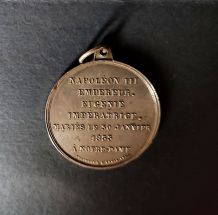 NAPOLÉON III
EMPEREUR.
EUGÉNIE
IMPÉRATRICE,
MARIÉS LE 30 JANVIER
1853
À NOTRE-DAME